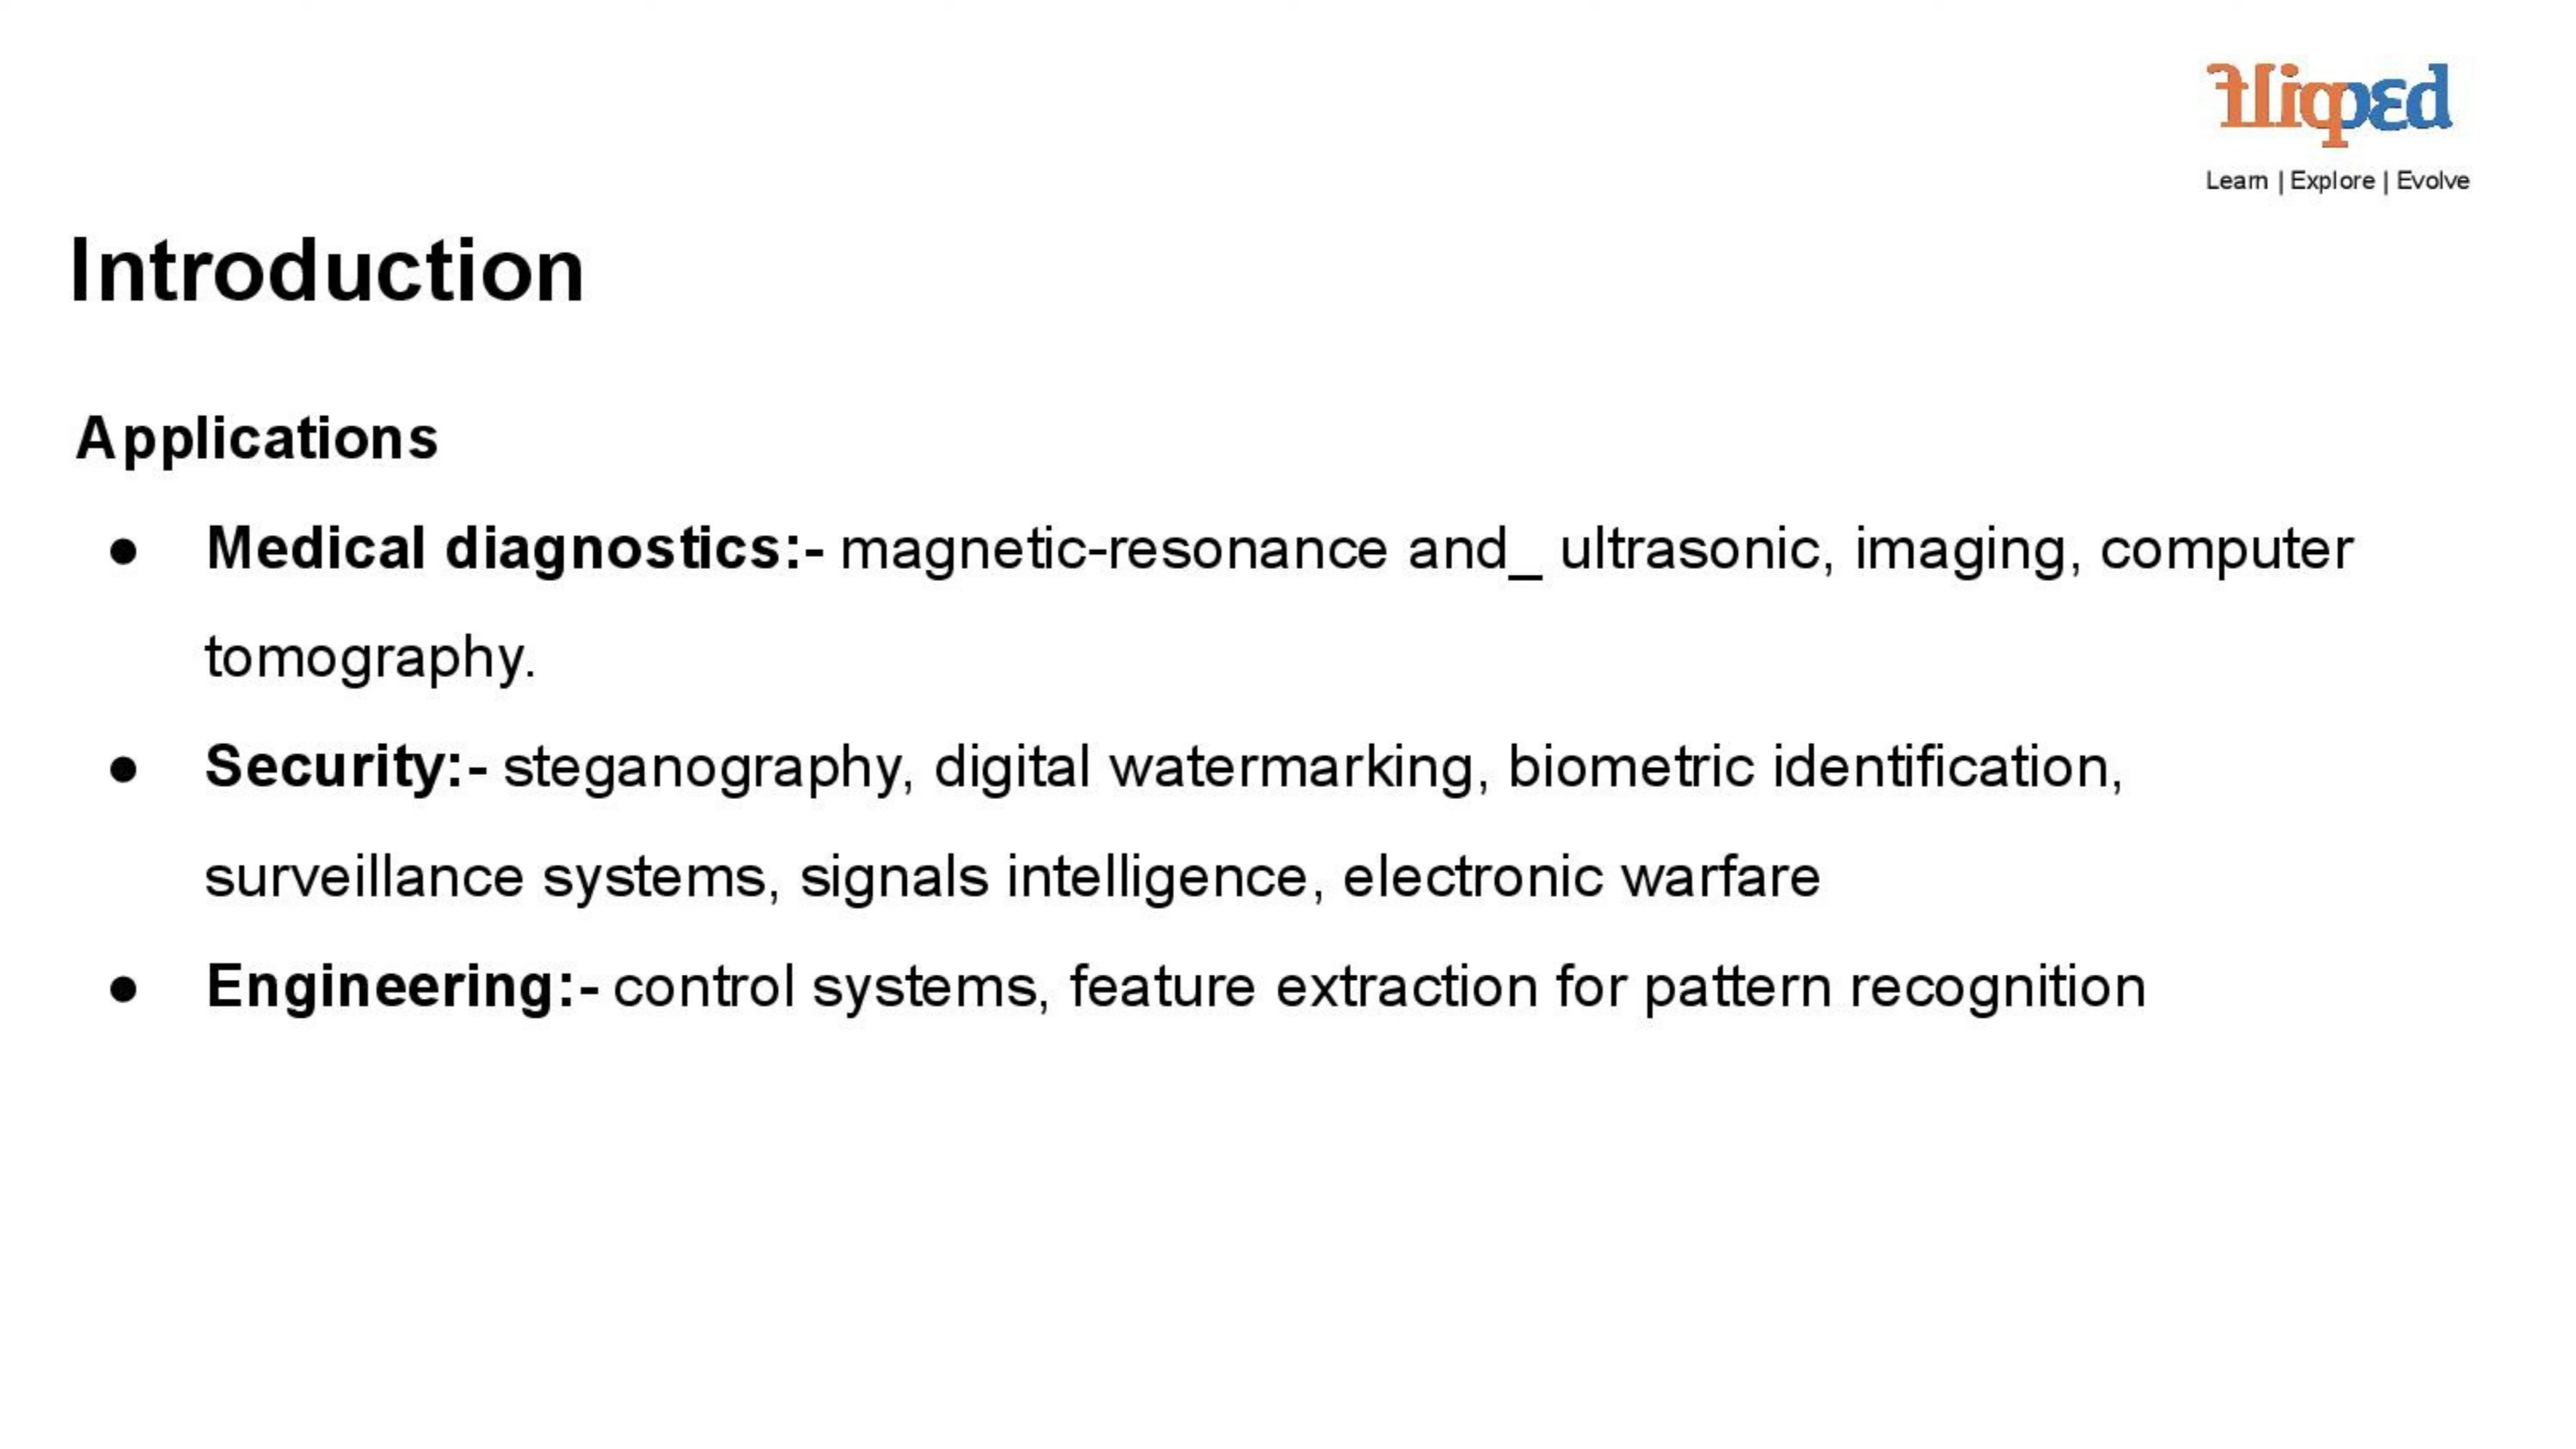 flipped
Learn | Explore | Evolve
Introduction
Applications
● Medical diagnostics:- magnetic-resonance and_ ultrasonic, imaging, computer
tomography.
● Security:- steganography, digital watermarking, biometric identification,
surveillance systems, signals intelligence, electronic warfare
● Engineering:- control systems, feature extraction for pattern recognition